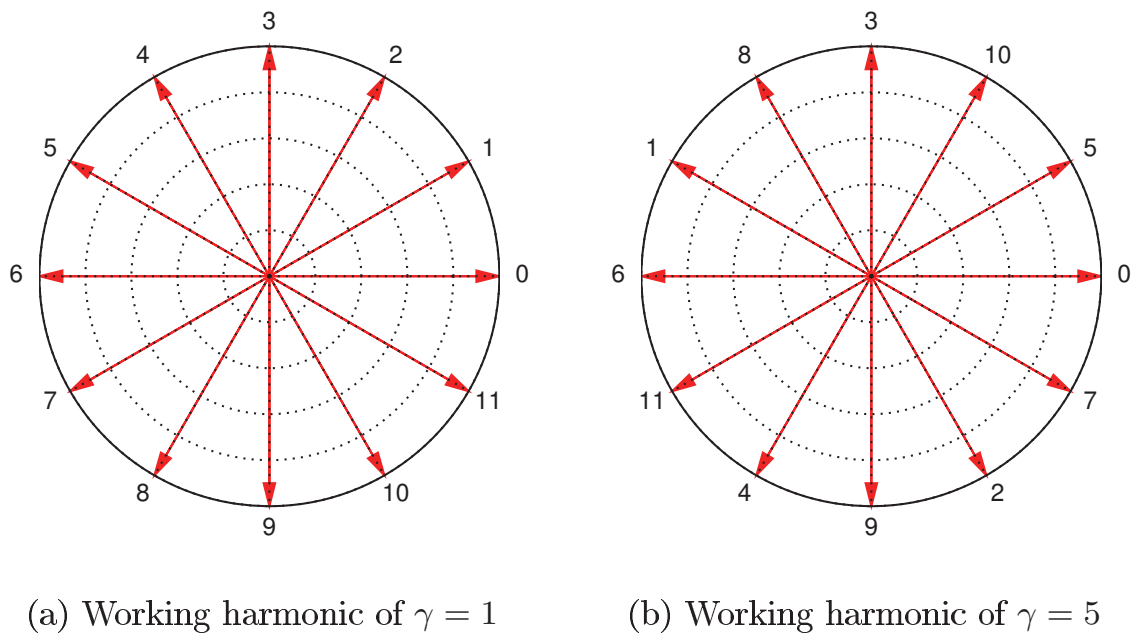 3 3
4 2 8 10
5 1 1 5
6 0 6 0
7 11 11 7
8 10 4 2
9 9
(a) Working harmonic of γ = 1 (b) Working harmonic of γ = 5